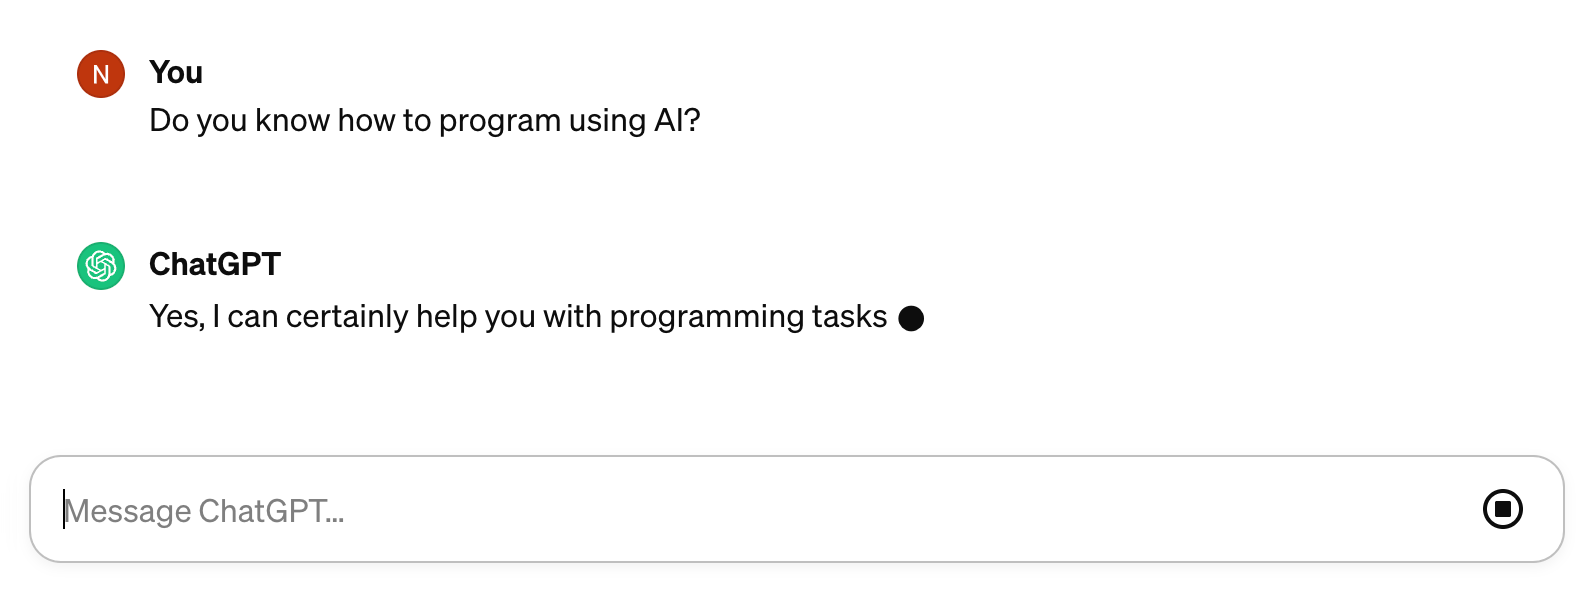 N
You
Do you know how to program using AI?
ChatGPT
Yes, I can certainly help you with programming tasks
Message ChatGPT...